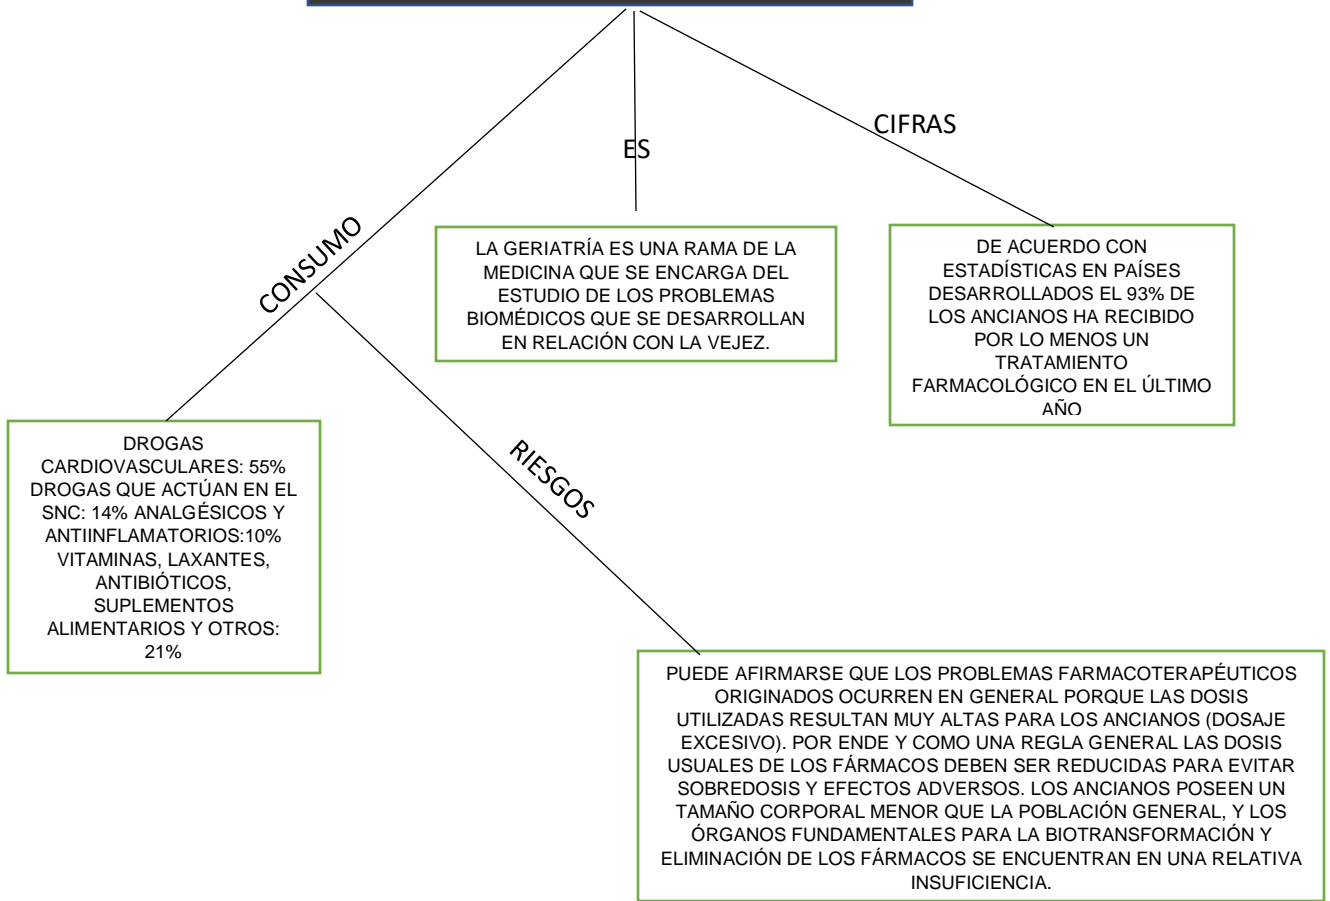 CIFRAS
ES
CONSUMO
LA GERIATRÍA ES UNA RAMA DE LA
MEDICINA QUE SE ENCARGA DEL
ESTUDIO DE LOS PROBLEMAS
BIOMÉDICOS QUE SE DESARROLLAN
EN RELACIÓN CON LA VEJEZ.
DE ACUERDO CON
ESTADÍSTICAS EN PAÍSES
DESARROLLADOS EL 93% DE
LOS ANCIANOS HA RECIBIDO
POR LO MENOS UN
TRATAMIENTO
FARMACOLÓGICO EN EL ÚLTIMO
AÑO
DROGAS
CARDIOVASCULARES: 55%
DROGAS QUE ACTÚAN EN EL
SNC: 14% ANALGÉSICOS Y
ANTIINFLAMATORIOS:10%
VITAMINAS, LAXANTES,
ANTIBIÓTICOS,
SUPLEMENTOS
ALIMENTARIOS Y OTROS:
21%
RIESGOS
PUEDE AFIRMARSE QUE LOS PROBLEMAS FARMACOTERAPÉUTICOS
ORIGINADOS OCURREN EN GENERAL PORQUE LAS DOSIS
UTILIZADAS RESULTAN MUY ALTAS PARA LOS ANCIANOS (DOSAJE
EXCESIVO). POR ENDE Y COMO UNA REGLA GENERAL LAS DOSIS
USUALES DE LOS FÁRMACOS DEBEN SER REDUCIDAS PARA EVITAR
SOBREDOSIS Y EFECTOS ADVERSOS. LOS ANCIANOS POSEEN UN
TAMAÑO CORPORAL MENOR QUE LA POBLACIÓN GENERAL, Y LOS
ÓRGANOS FUNDAMENTALES PARA LA BIOTRANSFORMACIÓN Y
ELIMINACIÓN DE LOS FÁRMACOS SE ENCUENTRAN EN UNA RELATIVA
INSUFICIENCIA.